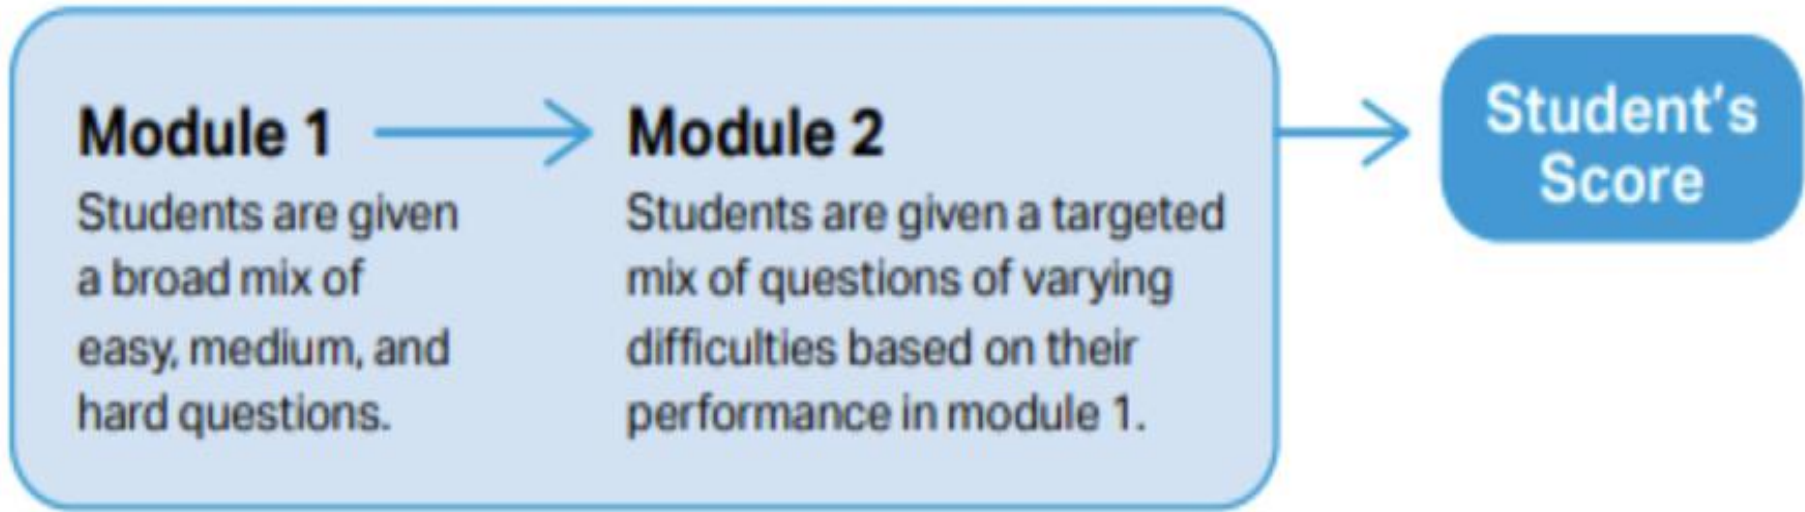 Module 1
Students are given
a broad mix of
easy, medium, and
hard questions.
Module 2
Students are given a targeted
mix of questions of varying
difficulties based on their
performance in module 1.
Student's
Score